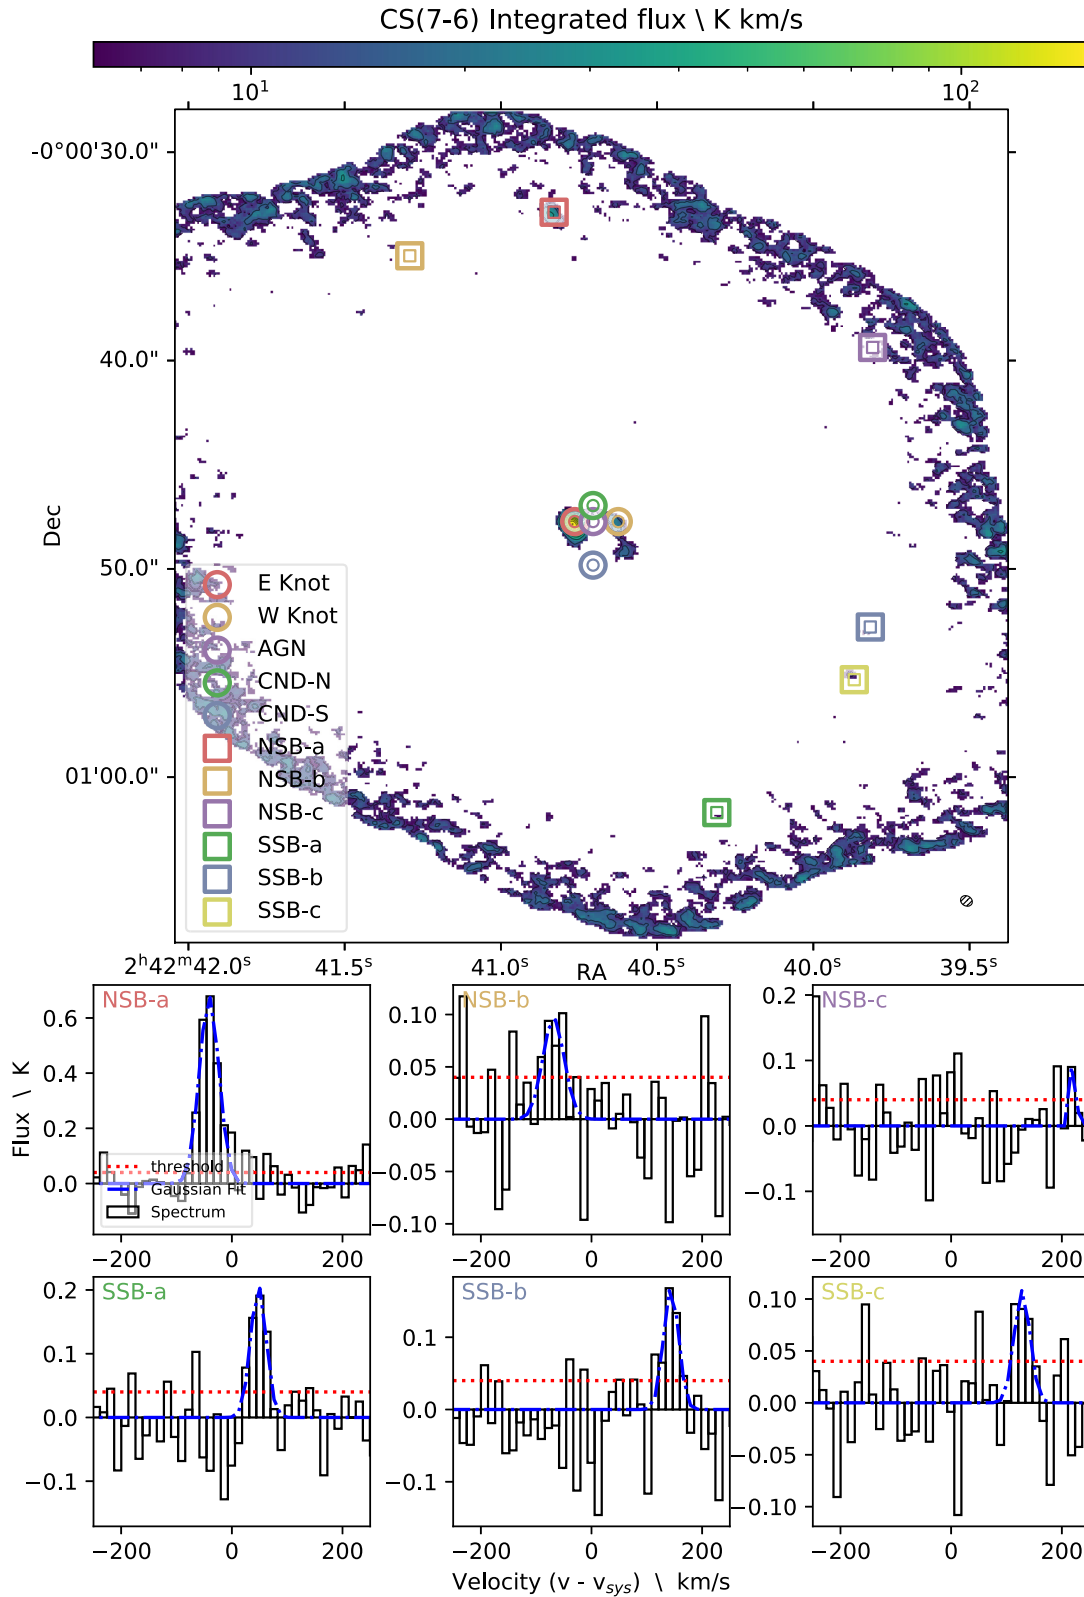 CS(7-6) Integrated flux \ K km/s
10¹ 10²
-0°00'30.0"
40.0"
50.0"
01'00.0"
Dec
E Knot
W Knot
AGN
CND-N
CND-S
NSB-a
NSB-b
NSB-c
SSB-a
SSB-b
SSB-c
2ʰ42ᵐ42.0ˢ 41.5ˢ 41.0ˢ 40.5ˢ 40.0ˢ 39.5ˢ
RA
NSB-a
0.6
0.4
0.2
0.0
−200 0 200
Flux \ K
threshold
Gaussian Fit
Spectrum
NSB-b
0.10
0.05
0.00
−0.05
−0.10
−200 0 200
NSB-c
0.2
0.1
0.0
−0.1
−200 0 200
SSB-a
0.2
0.1
0.0
−0.1
−200 0 200
SSB-b
0.1
0.0
−0.1
−200 0 200
SSB-c
0.10
0.05
0.00
−0.05
−0.10
−200 0 200
Velocity (v - v_sys) \ km/s